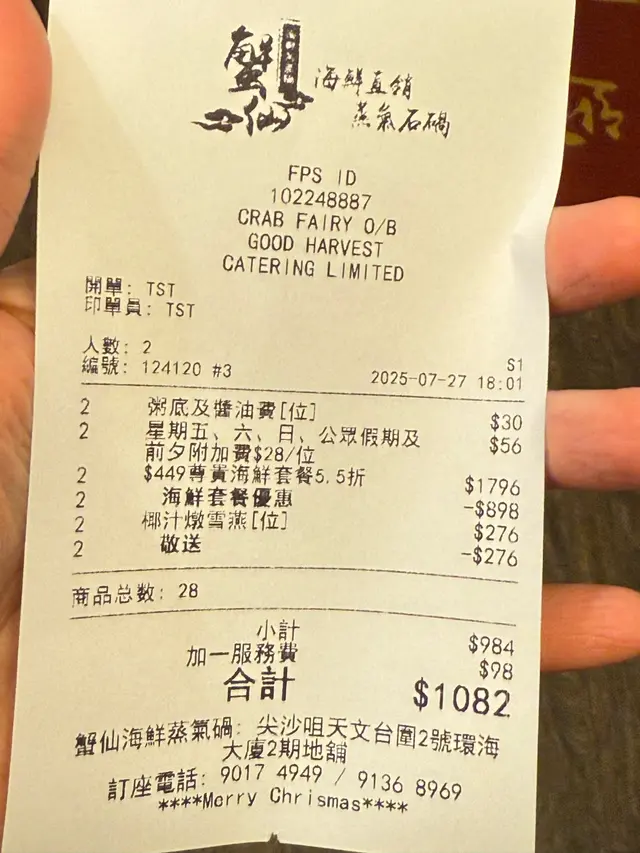 蟹仙
海鮮直銷
蒸氣石鍋
FPS ID
102248887
CRAB FAIRY O/B
GOOD HARVEST
CATERING LIMITED
開單: TST
印單員: TST
人數: 2
S1
編號: 124120 #3 2025-07-27 18:01
2 粥底及醬油費[位] $30
2 星期五、六、日、公眾假期及 $56
前夕附加費$28/位
2 $449尊貴海鮮套餐5.5折 $1796
2 海鮮套餐優惠 -$898
2 椰汁燉雪燕[位] $276
2 敬送 -$276
商品总数: 28
小計 $984
加一服務費 $98
合計 $1082
蟹仙海鮮蒸氣鍋: 尖沙咀天文台圍2號環海
大廈2期地舖
訂座電話: 9017 4949 / 9136 8969
****Merry Chrismas****